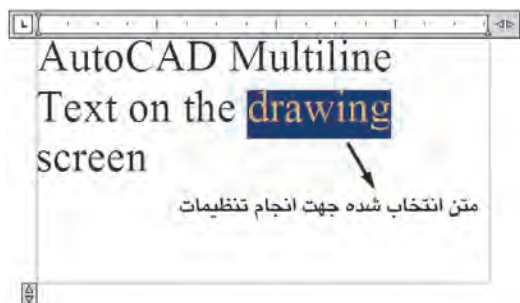 AutoCAD Multiline
Text on the drawing
screen
متن انتخاب شده جهت انجام تنظیمات